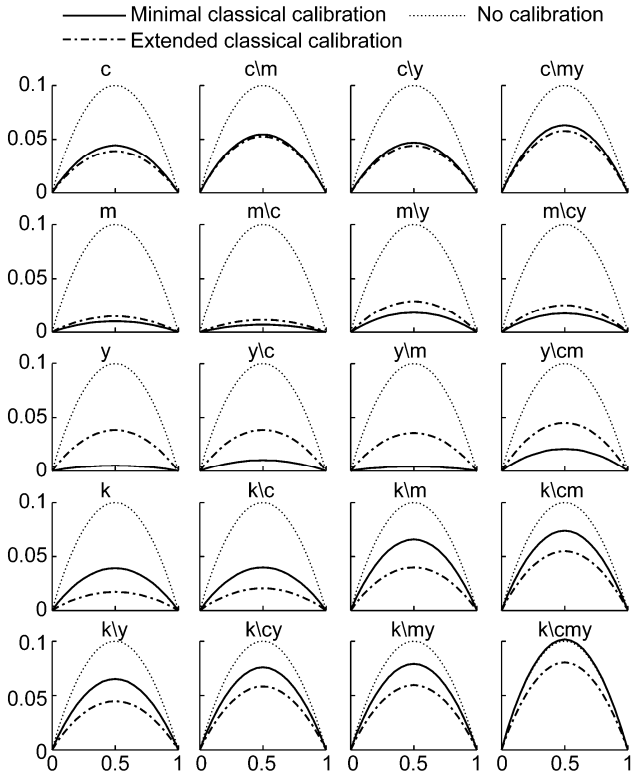 Minimal classical calibration No calibration
Extended classical calibration
c c\m c\y c\my
0.1
0.05
0
m m\c m\y m\cy
0.1
0.05
0
y y\c y\m y\cm
0.1
0.05
0
k k\c k\m k\cm
0.1
0.05
0
k\y k\cy k\my k\cmy
0.1
0.05
0
0 0.5 1 0 0.5 1 0 0.5 1 0 0.5 1